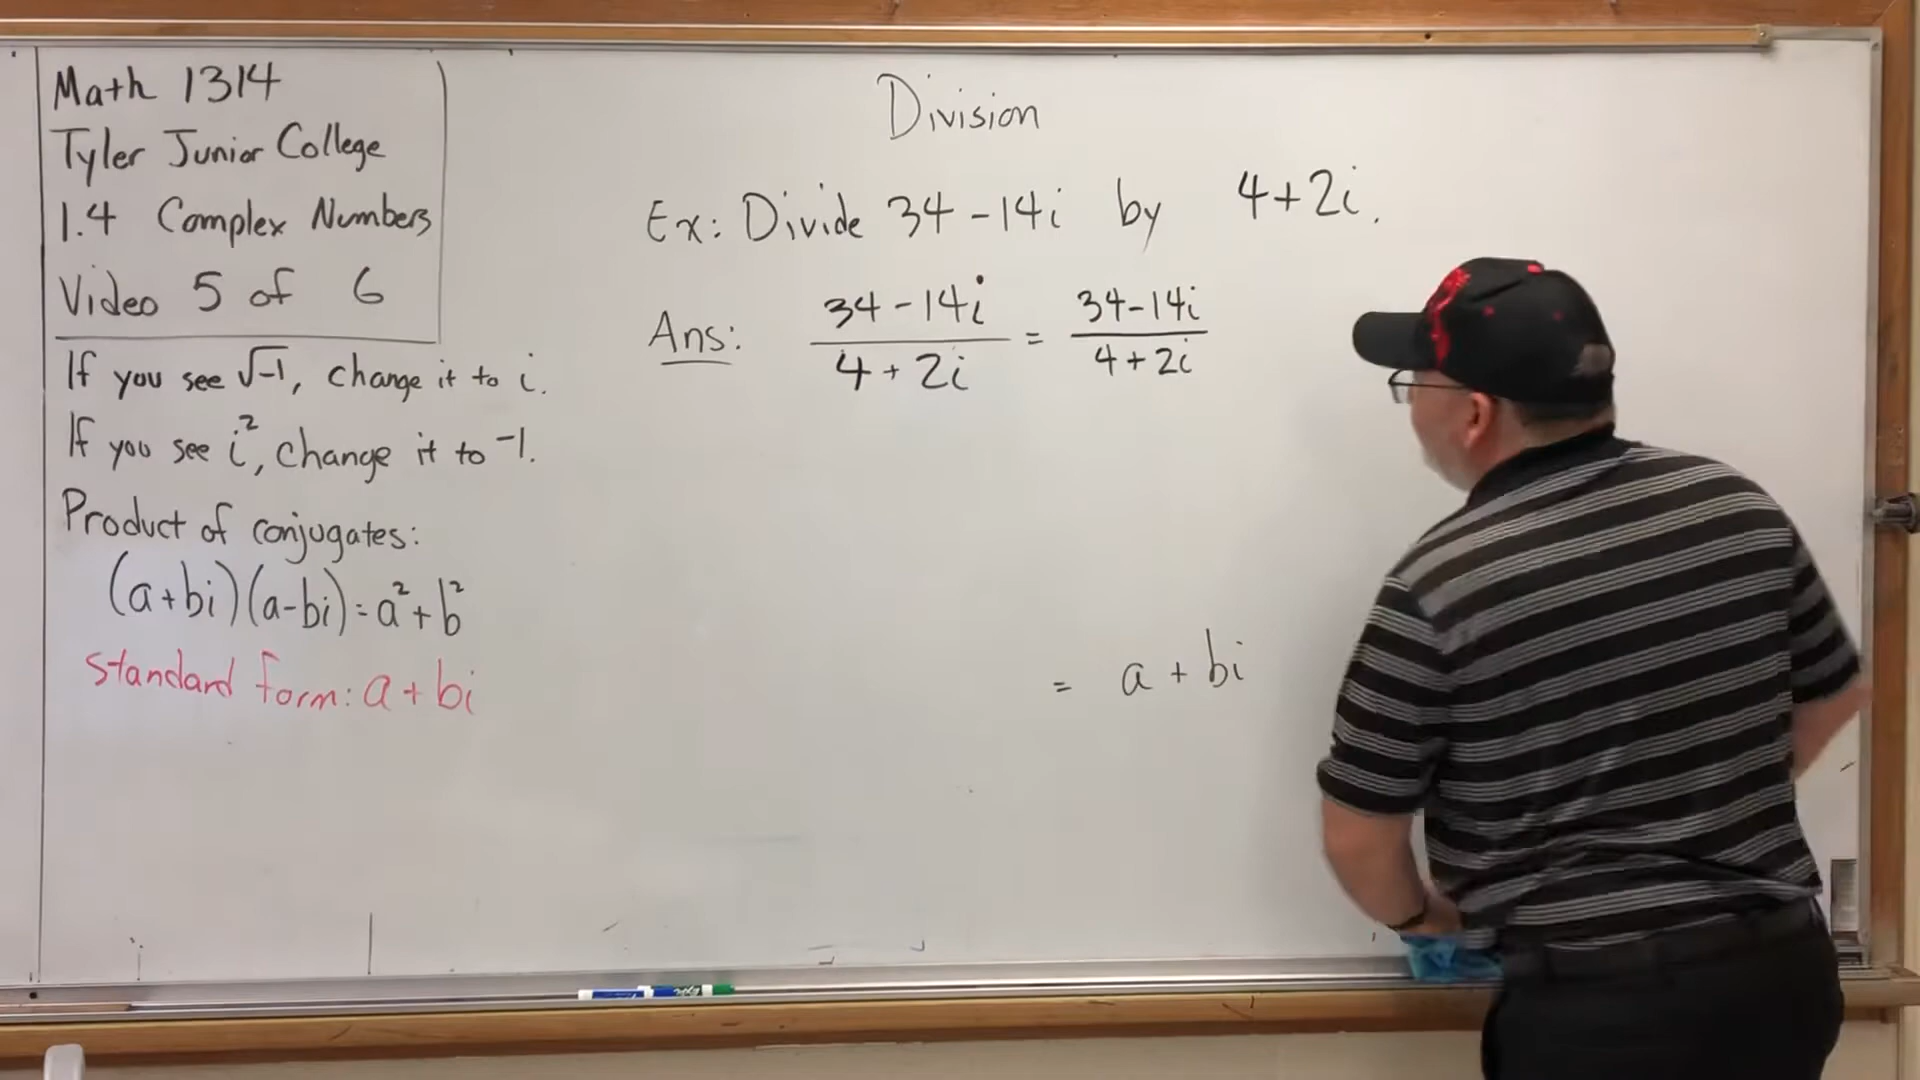 Math 1314
Tyler Junior College
1.4 Complex Numbers
Video 5 of 6
If you see √-1, change it to i.
If you see i², change it to -1.
Product of conjugates:
(a+bi)(a-bi)=a²+b²
standard form: a + bi
Division
Ex: Divide 34-14i by 4+2i.
Ans: (34-14i)/(4+2i) = (34-14i)/(4+2i)
= a + bi